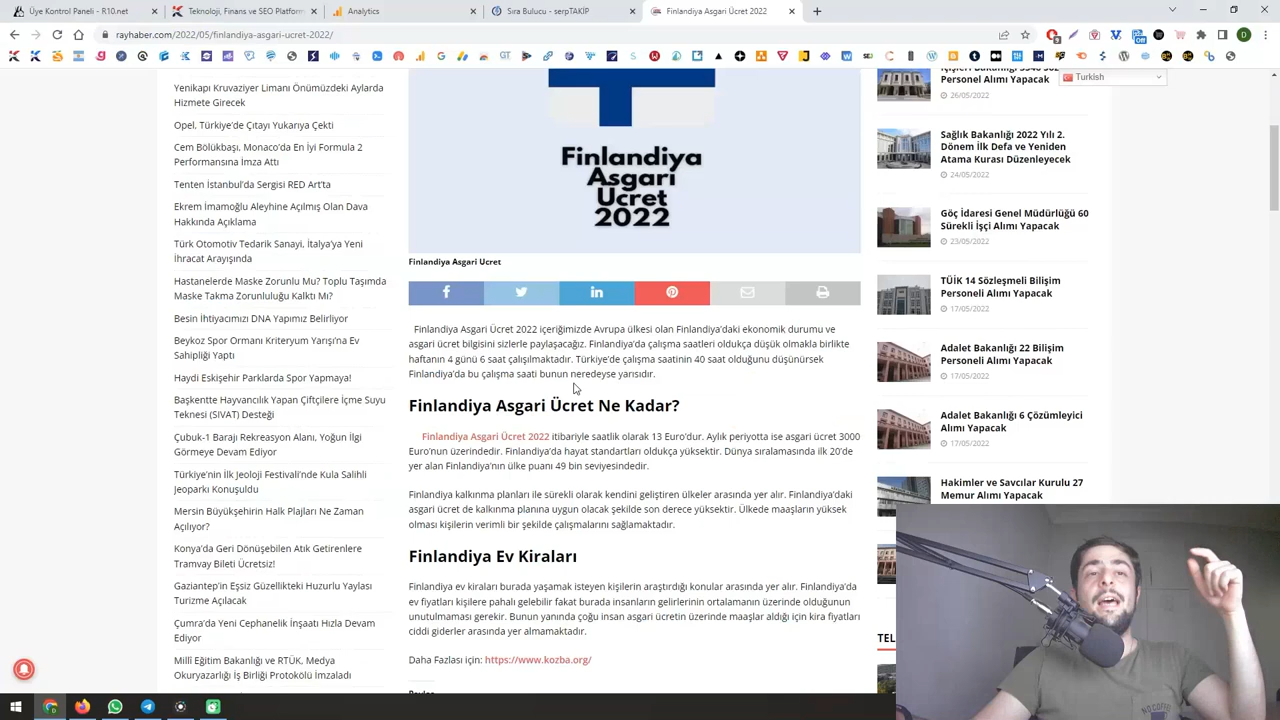 Üye Kontrol Paneli - R10.net
Teknoloji, Finans ve SEO Platform
Analytics
Sıra Bulucu - serpTAKİP
Finlandiya Asgari Ücret 2022
rayhaber.com/2022/05/finlandiya-asgari-ucret-2022/
Yenikapı Kruvaziyer Limanı Önümüzdeki Aylarda
Hizmete Girecek
Opel, Türkiye'de Çıtayı Yukarıya Çekti
Cem Bölükbaşı, Monaco'da En İyi Formula 2
Performansına İmza Attı
Tenten İstanbul'da Sergisi RED Art'ta
Ekrem İmamoğlu Aleyhine Açılmış Olan Dava
Hakkında Açıklama
Türk Otomotiv Tedarik Sanayi, İtalya'ya Yeni
İhracat Arayışında
Hastanelerde Maske Zorunlu Mu? Toplu Taşımda
Maske Takma Zorunluluğu Kalktı Mı?
Besin İhtiyacımızı DNA Yapımız Belirliyor
Beykoz Spor Ormanı Kriteryum Yarışı'na Ev
Sahipliği Yaptı
Haydi Eskişehir Parklarda Spor Yapmaya!
Başkentte Hayvancılık Yapan Çiftçilere İçme Suyu
Teknesi (SIVAT) Desteği
Çubuk-1 Barajı Rekreasyon Alanı, Yoğun İlgi
Görmeye Devam Ediyor
Türkiye'nin İlk Jeoloji Festivali'nde Kula Salihli
Jeoparkı Konuşuldu
Mersin Büyükşehirin Halk Plajları Ne Zaman
Açılıyor?
Konya'da Geri Dönüşebilen Atık Getirenlere
Tramvay Bileti Ücretsiz!
Gaziantep'in Eşsiz Güzellikteki Huzurlu Yaylası
Turizme Açılacak
Çumra'da Yeni Cephanelik İnşaatı Hızla Devam
Ediyor
Millî Eğitim Bakanlığı ve RTÜK, Medya
Okuryazarlığı İş Birliği Protokolü İmzaladı
Finlandiya
Asgari
Ücret
2022
Finlandiya Asgari Ucret
Finlandiya Asgari Ücret 2022 içeriğimizde Avrupa ülkesi olan Finlandiya'daki ekonomik durumu ve
asgari ücret bilgisini sizlerle paylaşacağız. Finlandiya'da çalışma saatleri oldukça düşük olmakla birlikte
haftanın 4 günü 6 saat çalışılmaktadır. Türkiye'de çalışma saatinin 40 saat olduğunu düşünürsek
Finlandiya'da bu çalışma saati bunun neredeyse yarısıdır.
Finlandiya Asgari Ücret Ne Kadar?
Finlandiya Asgari Ücret 2022 itibariyle saatlik olarak 13 Euro'dur. Aylık periyotta ise asgari ücret 3000
Euro'nun üzerindedir. Finlandiya'da hayat standartları oldukça yüksektir. Dünya sıralamasında ilk 20'de
yer alan Finlandiya'nın ülke puanı 49 bin seviyesindedir.
Finlandiya kalkınma planları ile sürekli olarak kendini geliştiren ülkeler arasında yer alır. Finlandiya'daki
asgari ücret de kalkınma planına uygun olacak şekilde son derece yüksektir. Ülkede maaşların yüksek
olması kişilerin verimli bir şekilde çalışmalarını sağlamaktadır.
Finlandiya Ev Kiraları
Finlandiya ev kiraları burada yaşamak isteyen kişilerin araştırdığı konular arasında yer alır. Finlandiya'da
ev fiyatları kişilere pahalı gelebilir fakat burada insanların gelirlerinin ortalamanın üzerinde olduğunun
unutulmaması gerekir. Bunun yanında çoğu insan asgari ücretin üzerinde maaşlar aldığı için kira fiyatları
ciddi giderler arasında yer almamaktadır.
Daha Fazlası için: https://www.kozba.org/
Turkish
Personel Alımı Yapacak
26/05/2022
Sağlık Bakanlığı 2022 Yılı 2.
Dönem İlk Defa ve Yeniden
Atama Kurası Düzenleyecek
24/05/2022
Göç İdaresi Genel Müdürlüğü 60
Sürekli İşçi Alımı Yapacak
23/05/2022
TÜİK 14 Sözleşmeli Bilişim
Personeli Alımı Yapacak
17/05/2022
Adalet Bakanlığı 22 Bilişim
Personeli Alımı Yapacak
17/05/2022
Adalet Bakanlığı 6 Çözümleyici
Alımı Yapacak
17/05/2022
Hakimler ve Savcılar Kurulu 27
Memur Alımı Yapacak
TEL